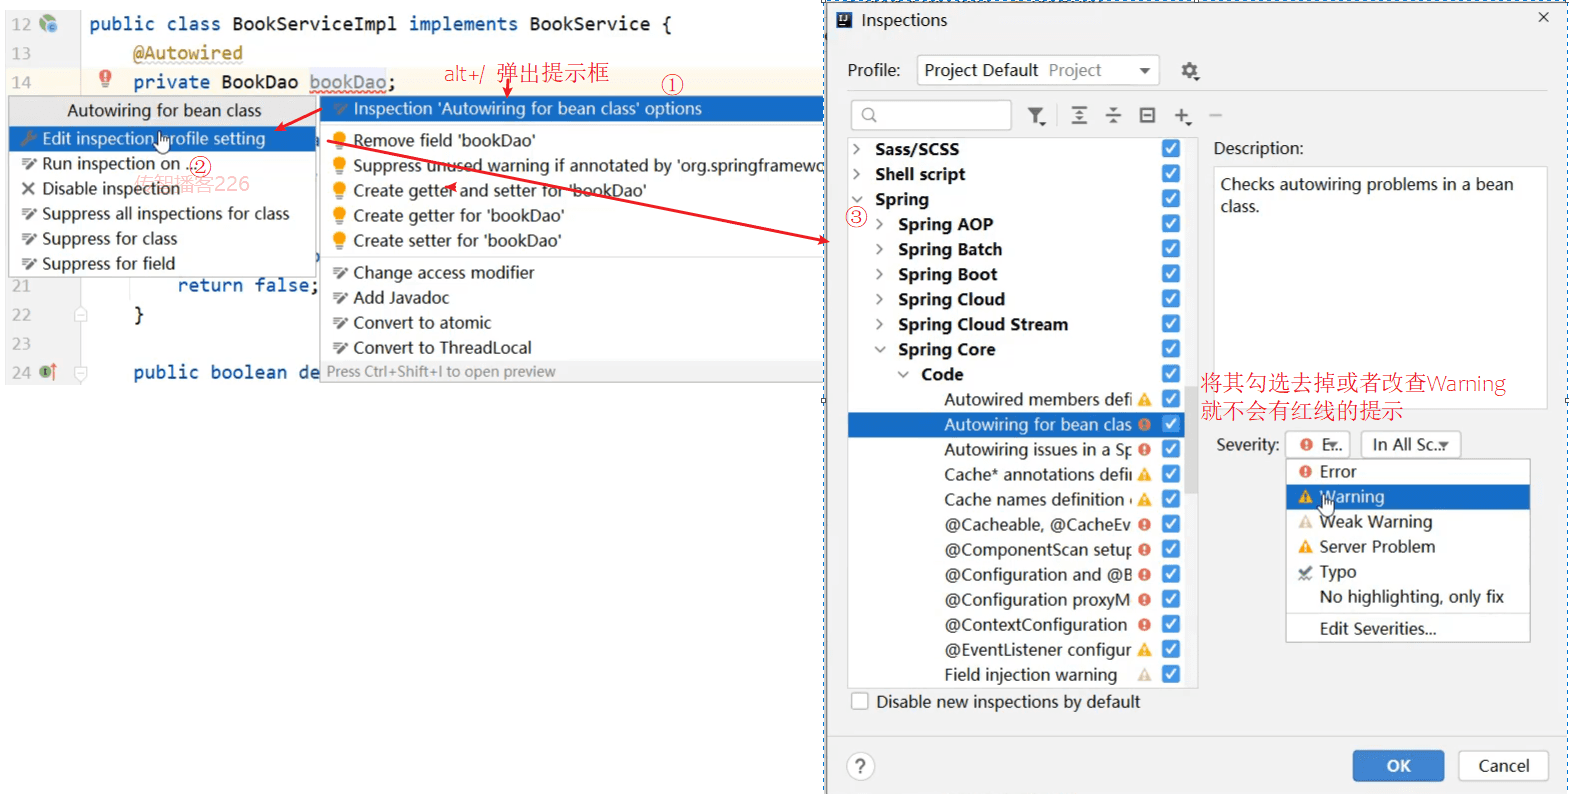 12 public class BookServiceImpl implements BookService {
13 @Autowired
14 private BookDao bookDao;
alt+/ 弹出提示框
①
Autowiring for bean class
Edit inspection profile setting
Run inspection on ...
②
Disable inspection
传智播客226
Suppress all inspections for class
Suppress for class
Suppress for field
Inspection 'Autowiring for bean class' options
Remove field 'bookDao'
Suppress unused warning if annotated by 'org.springframewo
Create getter and setter for 'bookDao'
Create getter for 'bookDao'
Create setter for 'bookDao'
Change access modifier
Add Javadoc
Convert to atomic
Convert to ThreadLocal
Press Ctrl+Shift+I to open preview
21 return false;
22 }
23
24 public boolean de
Inspections
Profile: Project Default Project
Sass/SCSS
Shell script
Spring
③
Spring AOP
Spring Batch
Spring Boot
Spring Cloud
Spring Cloud Stream
Spring Core
Code
Autowired members defi
Autowiring for bean clas
Autowiring issues in a Sp
Cache* annotations defin
Cache names definition
@Cacheable, @CacheEv
@ComponentScan setup
@Configuration and @B
@Configuration proxyM
@ContextConfiguration
@EventListener configur
Field injection warning
Disable new inspections by default
Description:
Checks autowiring problems in a bean
class.
将其勾选去掉或者改查Warning
就不会有红线的提示
Severity: E.. In All Sc..
Error
Warning
Weak Warning
Server Problem
Typo
No highlighting, only fix
Edit Severities...
?
OK
Cancel